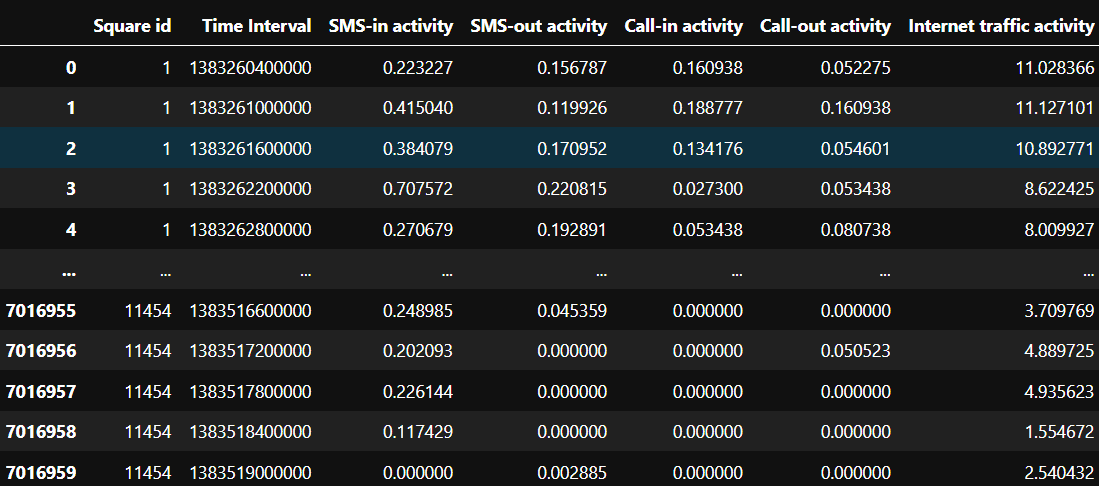 Square id Time Interval SMS-in activity SMS-out activity Call-in activity Call-out activity Internet traffic activity
0 1 1383260400000 0.223227 0.156787 0.160938 0.052275 11.028366
1 1 1383261000000 0.415040 0.119926 0.188777 0.160938 11.127101
2 1 1383261600000 0.384079 0.170952 0.134176 0.054601 10.892771
3 1 1383262200000 0.707572 0.220815 0.027300 0.053438 8.622425
4 1 1383262800000 0.270679 0.192891 0.053438 0.080738 8.009927
... ... ... ... ... ... ... ...
7016955 11454 1383516600000 0.248985 0.045359 0.000000 0.000000 3.709769
7016956 11454 1383517200000 0.202093 0.000000 0.000000 0.050523 4.889725
7016957 11454 1383517800000 0.226144 0.000000 0.000000 0.000000 4.935623
7016958 11454 1383518400000 0.117429 0.000000 0.000000 0.000000 1.554672
7016959 11454 1383519000000 0.000000 0.002885 0.000000 0.000000 2.540432